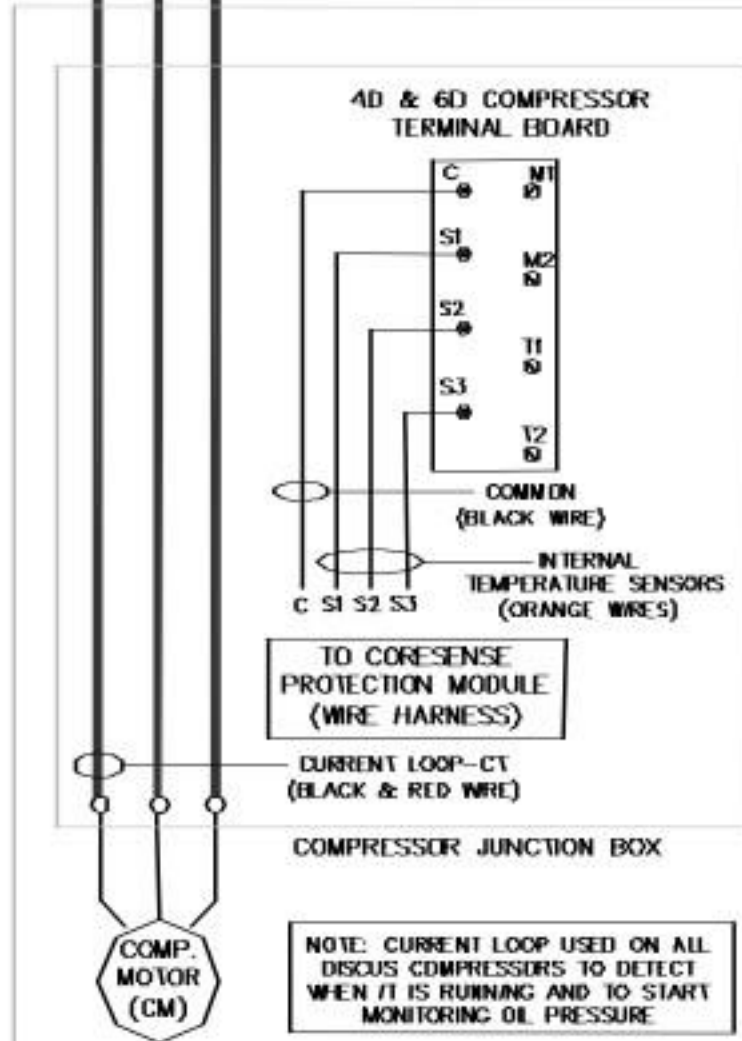 4D & 6D COMPRESSOR
TERMINAL BOARD
C M1
S1
M2
S2
T1
S3
T2
COMMON
(BLACK WIRE)
INTERNAL
TEMPERATURE SENSORS
(ORANGE WIRES)
C S1 S2 S3
TO CORESENSE
PROTECTION MODULE
(WIRE HARNESS)
CURRENT LOOP-CT
(BLACK & RED WIRE)
COMPRESSOR JUNCTION BOX
COMP.
MOTOR
(CM)
NOTE: CURRENT LOOP USED ON ALL
DISCUS COMPRESSORS TO DETECT
WHEN IT IS RUNNING AND TO START
MONITORING OIL PRESSURE